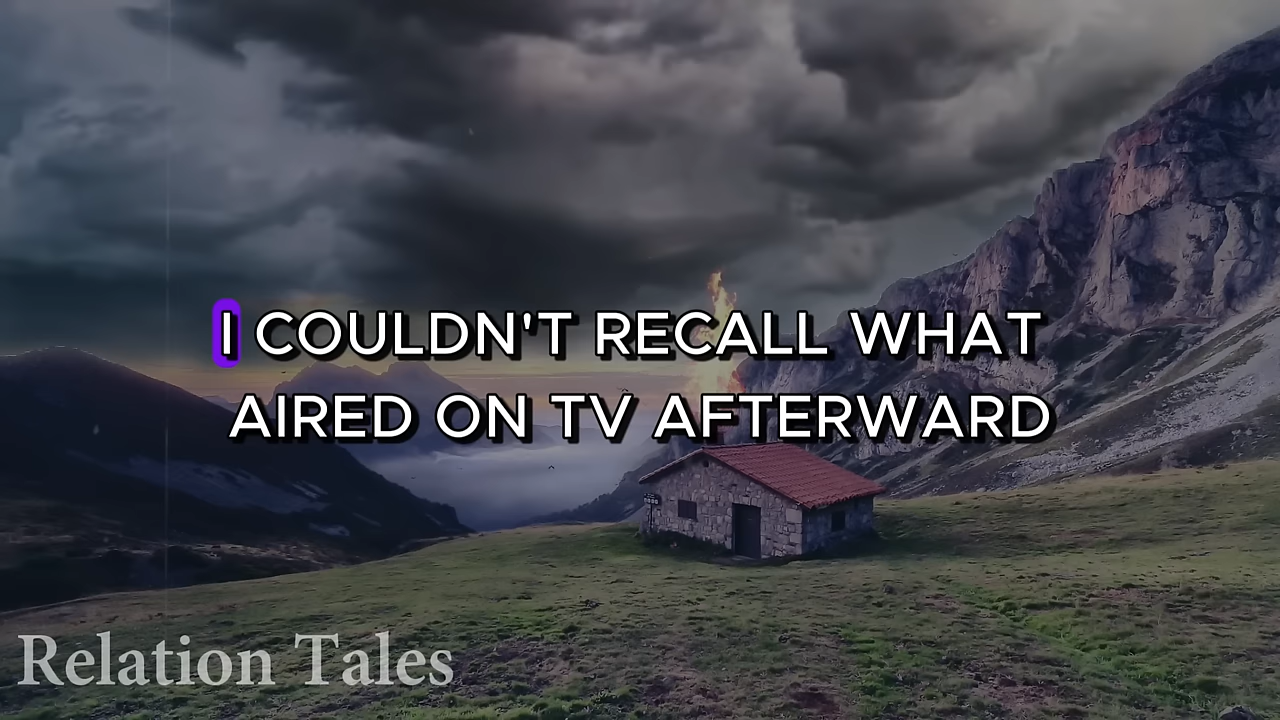 I COULDN'T RECALL WHAT
AIRED ON TV AFTERWARD
Relation Tales